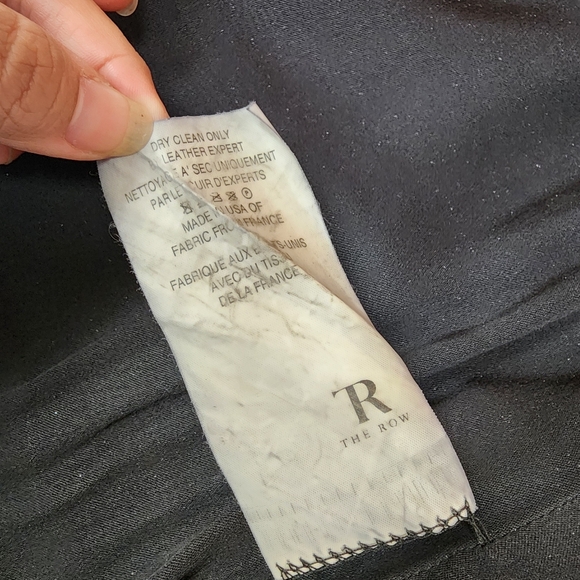 DRY CLEAN ONLY
LEATHER EXPERT
NETTOYAGE A' SEC UNIQUEMENT
PAR LE CUIR D'EXPERTS
P
MADE IN USA OF
FABRIC FROM FRANCE
FABRIQUE AUX ETATS-UNIS
AVEC DU TISSU
DE LA FRANCE
TR
THE ROW